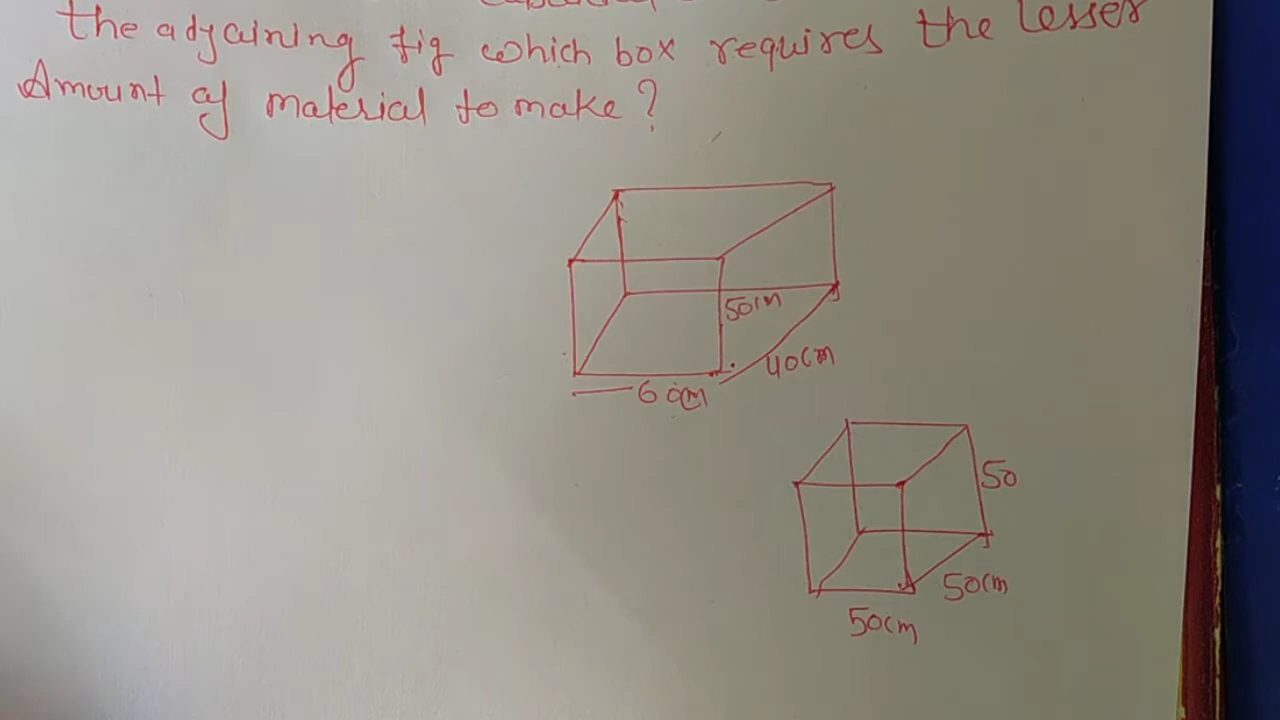 the adjaining fig which box requires the lesser
Amount of material to make?
50cm
40cm
60cm
50
50cm
50cm